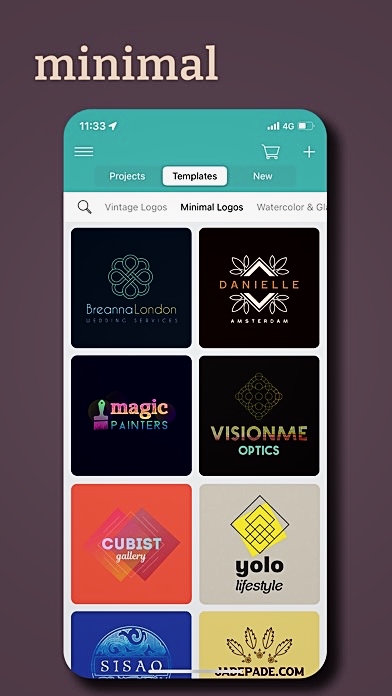 minimal
11:33
4G
Projects
Templates
New
Vintage Logos
Minimal Logos
Watercolor & Gla
BreannaLondon
WEDDING SERVICES
DANIELLE
AMSTERDAM
magic
PAINTERS
VISIONME
OPTICS
CUBIST
gallery
yolo
lifestyle
SISAO
JADEPADE.COM